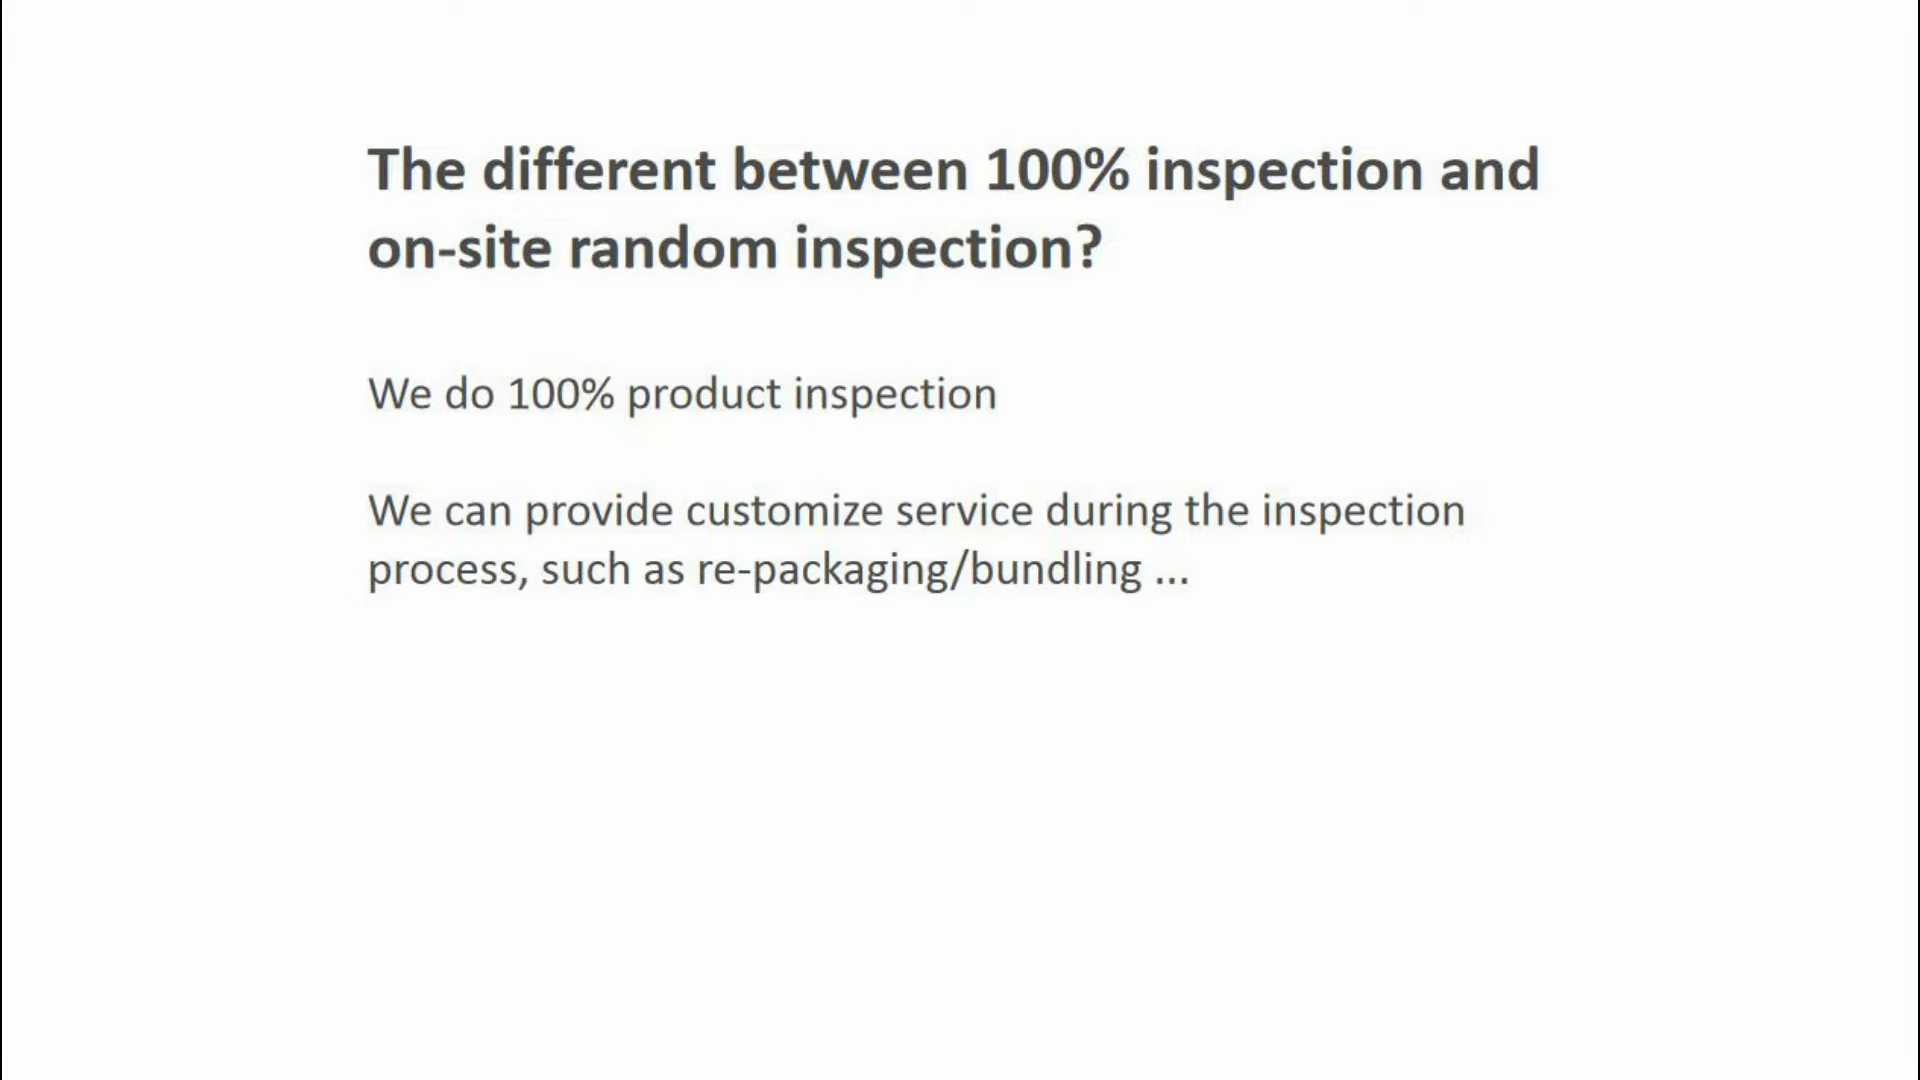 The different between 100% inspection and
on-site random inspection?
We do 100% product inspection
We can provide customize service during the inspection
process, such as re-packaging/bundling ...